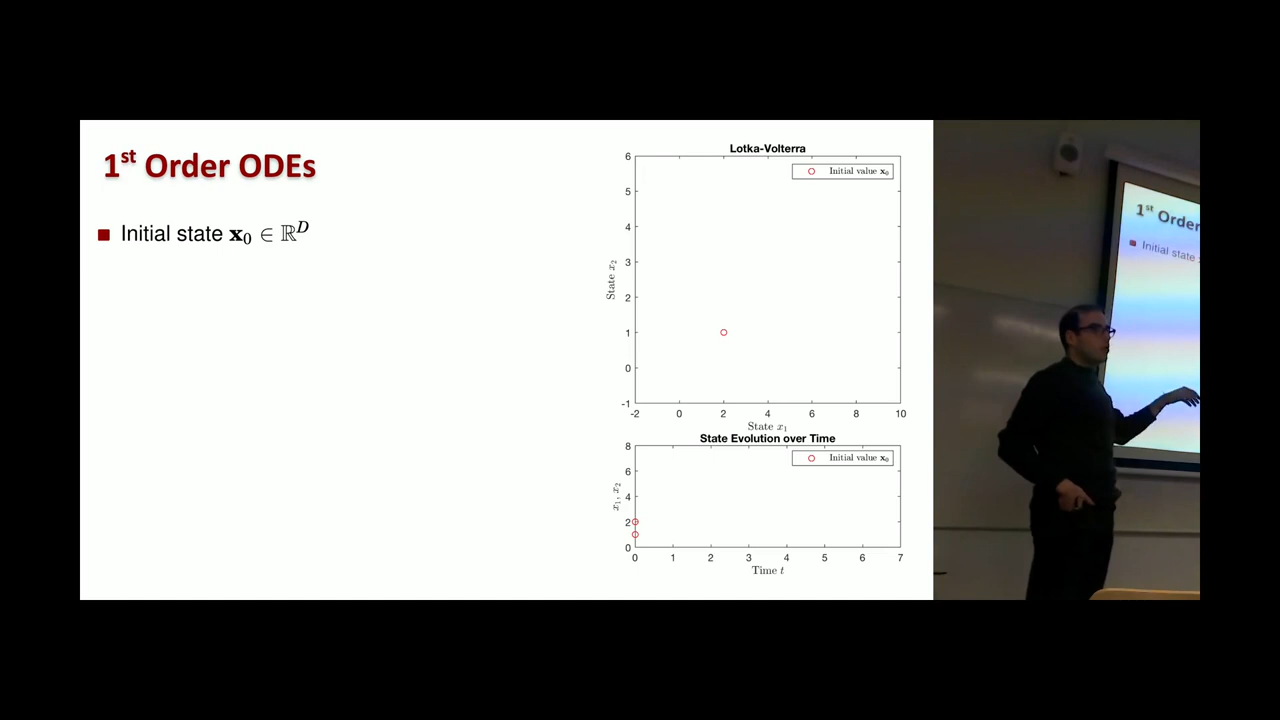 1st Order ODEs
Initial state x0 ∈ ℝD
Lotka-Volterra
Initial value x0
6
5
4
3
2
1
0
-1
State x2
-2 0 2 4 6 8 10
State x1
State Evolution over Time
Initial value x0
8
6
4
2
0
x1, x2
0 1 2 3 4 5 6 7
Time t
1st Order
Initial state